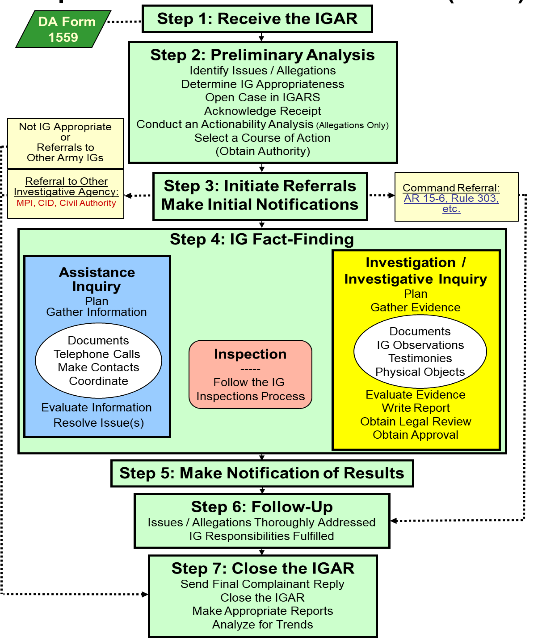 DA Form
1559
Step 1: Receive the IGAR
Step 2: Preliminary Analysis
Identify Issues / Allegations
Determine IG Appropriateness
Open Case in IGARS
Acknowledge Receipt
Conduct an Actionability Analysis (Allegations Only)
Select a Course of Action
(Obtain Authority)
Not IG Appropriate
or
Referrals to
Other Army IGs
Referral to Other
Investigative Agency:
MPI, CID, Civil Authority
Step 3: Initiate Referrals
Make Initial Notifications
Command Referral:
AR 15-6, Rule 303,
etc.
Step 4: IG Fact-Finding
Assistance
Inquiry
Plan
Gather Information
Documents
Telephone Calls
Make Contacts
Coordinate
Evaluate Information
Resolve Issue(s)
Inspection
-----
Follow the IG
Inspections Process
Investigation /
Investigative Inquiry
Plan
Gather Evidence
Documents
IG Observations
Testimonies
Physical Objects
Evaluate Evidence
Write Report
Obtain Legal Review
Obtain Approval
Step 5: Make Notification of Results
Step 6: Follow-Up
Issues / Allegations Thoroughly Addressed
IG Responsibilities Fulfilled
Step 7: Close the IGAR
Send Final Complainant Reply
Close the IGAR
Make Appropriate Reports
Analyze for Trends